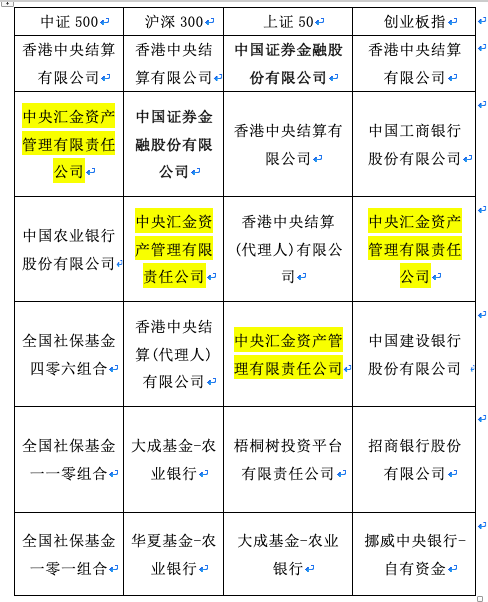 中证 500
沪深 300
上证 50
创业板指
香港中央结算
有限公司
香港中央结
算有限公司
中国证券金融股
份有限公司
香港中央结算
有限公司
中央汇金资产
管理有限责任
公司
中国证券金
融股份有限
公司
香港中央结算有
限公司
中国工商银行
股份有限公司
中国农业银行
股份有限公司
中央汇金资
产管理有限
责任公司
香港中央结算
(代理人)有限公
司
中央汇金资产
管理有限责任
公司
全国社保基金
四零六组合
香港中央结
算(代理人)
有限公司
中央汇金资产管
理有限责任公司
中国建设银行
股份有限公司
全国社保基金
一一零组合
大成基金-农
业银行
梧桐树投资平台
有限责任公司
招商银行股份
有限公司
全国社保基金
一零一组合
华夏基金-农
业银行
大成基金-农业
银行
挪威中央银行-
自有资金